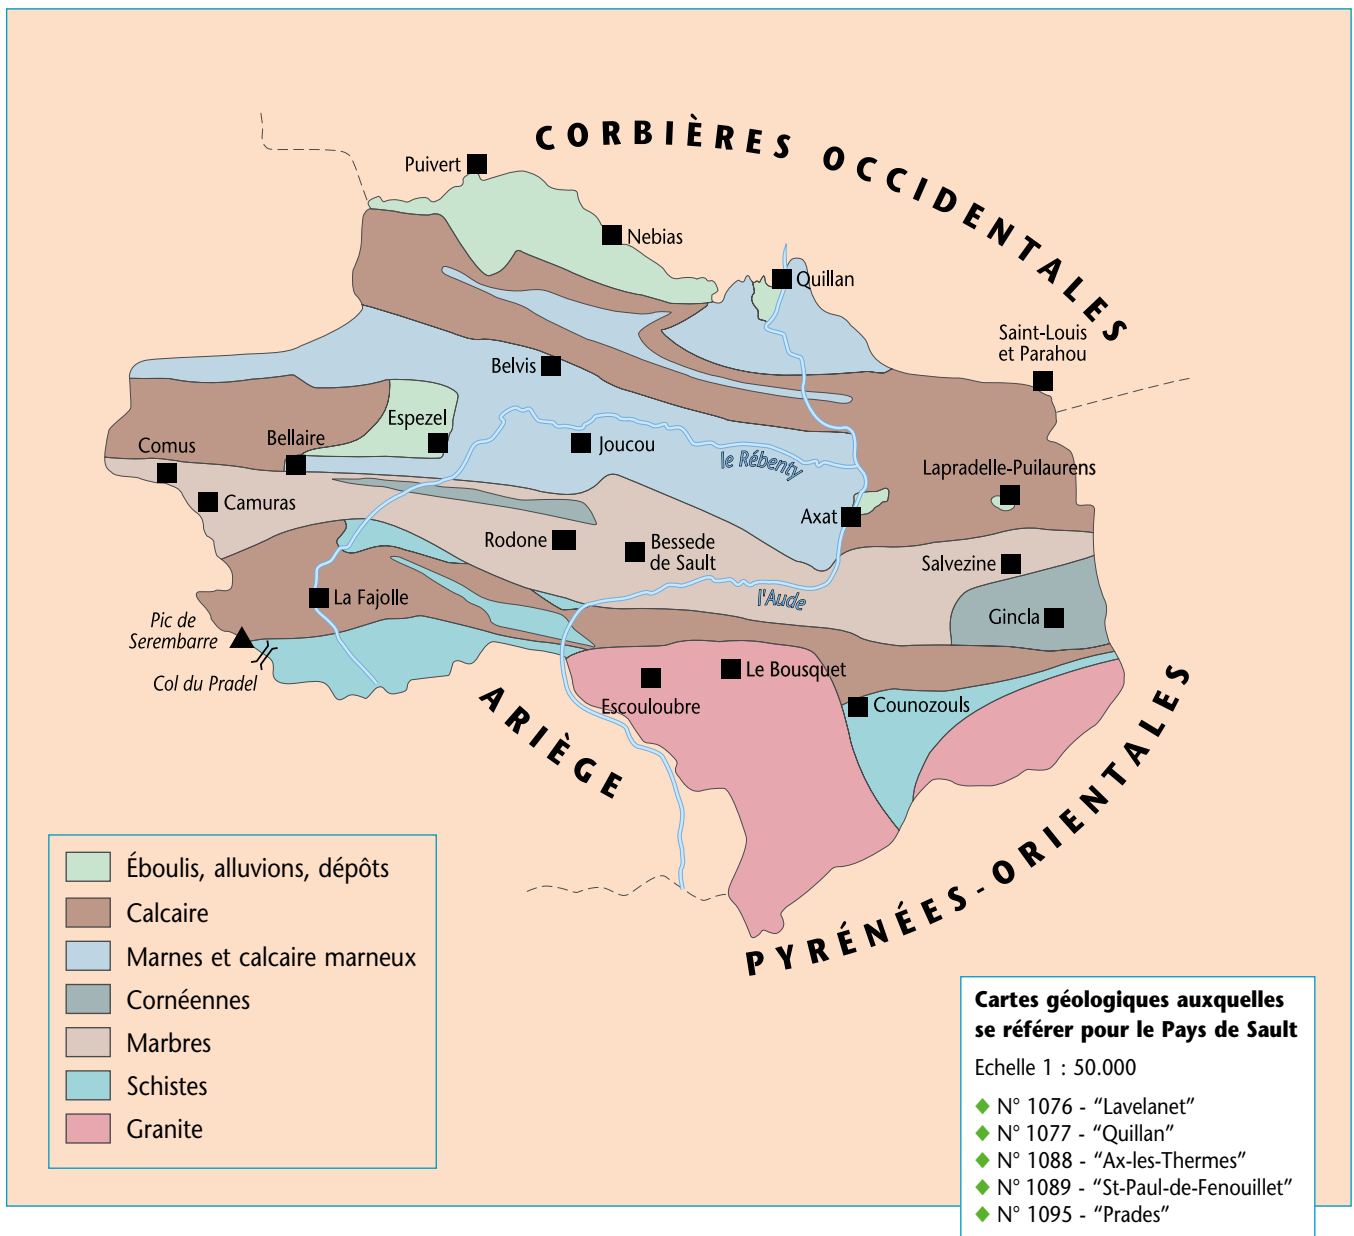 CORBIÈRES OCCIDENTALES
Puivert
Nebias
Quillan
Saint-Louis
et Parahou
Belvis
Espezel
Comus
Bellaire
Joucou
le Rébenty
Lapradelle-Puilaurens
Camuras
Axat
Rodone
Bessede
de Sault
Salvezine
La Fajolle
l'Aude
Gincla
Pic de
Serembarre
Col du Pradel
Le Bousquet
Escouloubre
Counozouls
ARIÈGE
PYRÉNÉES-ORIENTALES
Éboulis, alluvions, dépôts
Calcaire
Marnes et calcaire marneux
Cornéennes
Marbres
Schistes
Granite
Cartes géologiques auxquelles
se référer pour le Pays de Sault
Echelle 1 : 50.000
N° 1076 - “Lavelanet”
N° 1077 - “Quillan”
N° 1088 - “Ax-les-Thermes”
N° 1089 - “St-Paul-de-Fenouillet”
N° 1095 - “Prades”